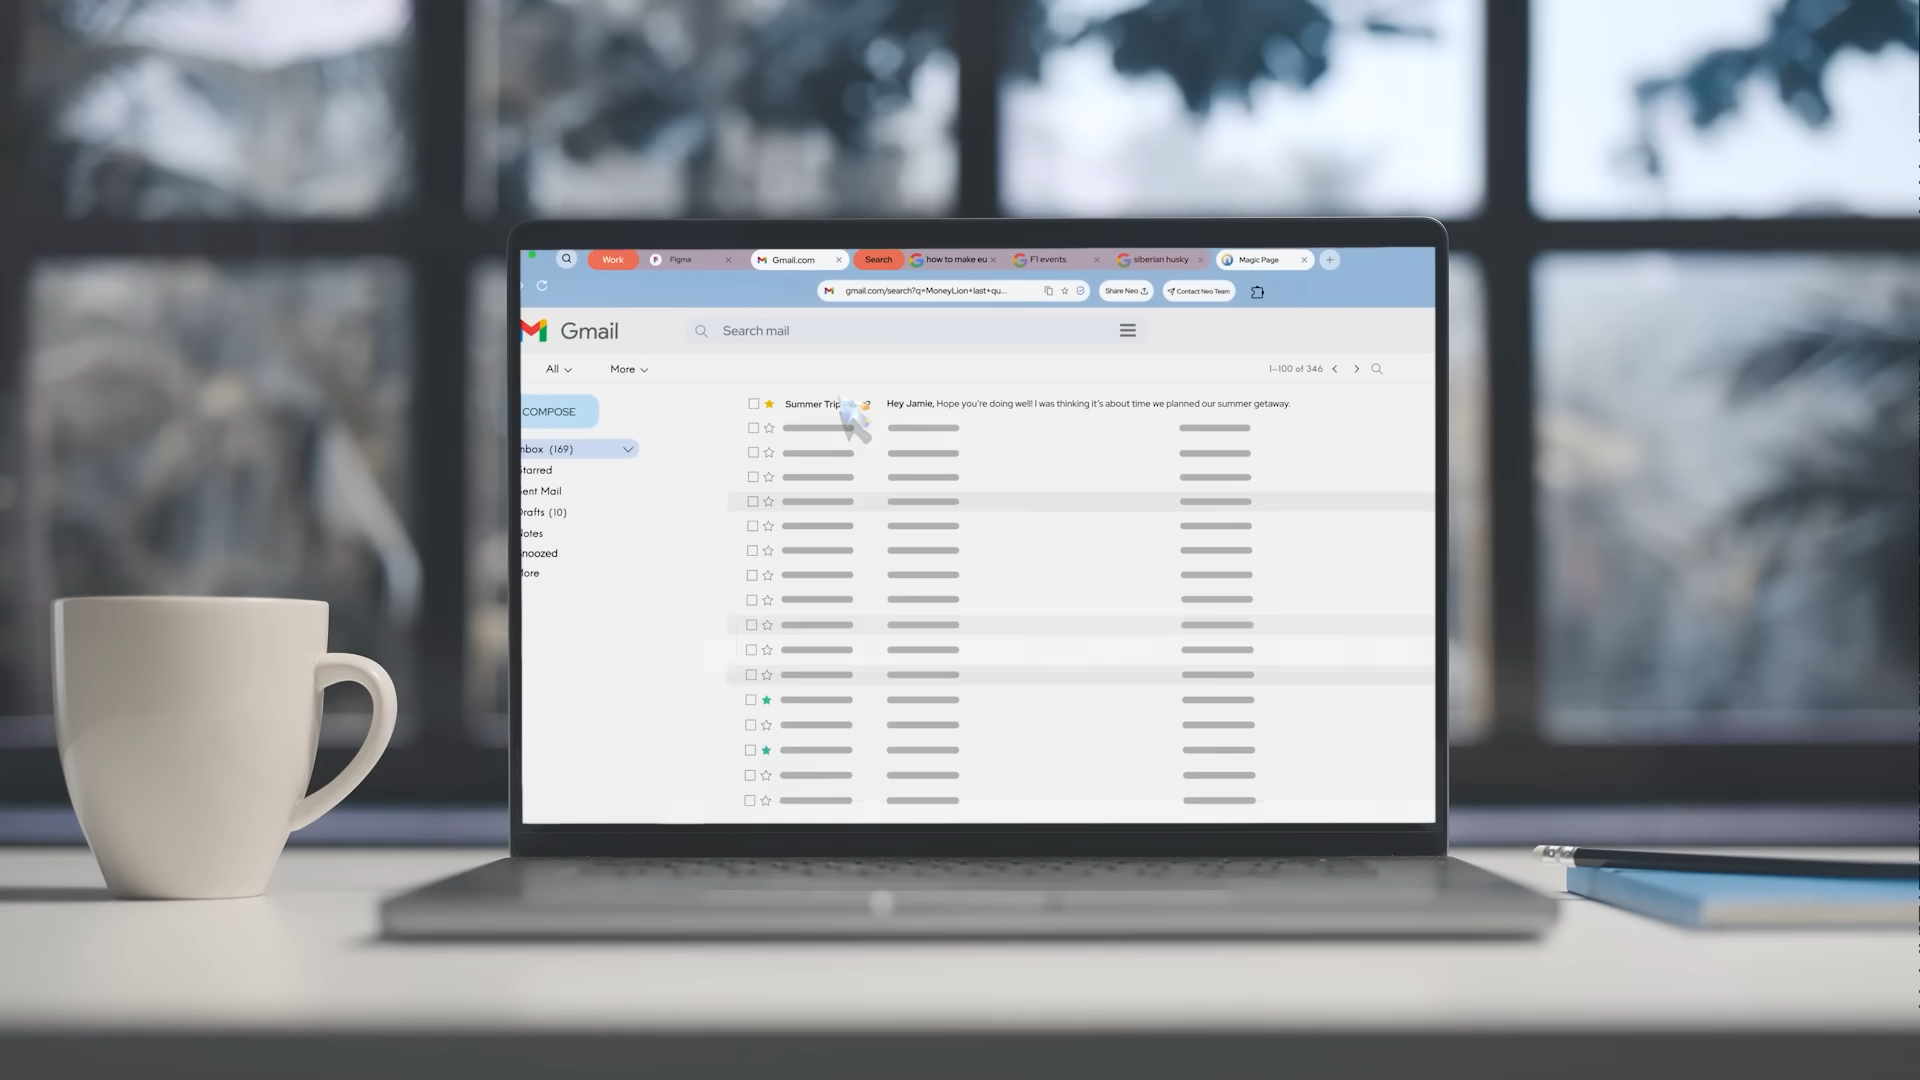 Work Figma Gmail.com Search how to make eu F1 events siberian husky Magic Page
gmail.com/search?q=MoneyLion+last+qu... Share Neo Contact Neo Team
Gmail Search mail
All More 1–100 of 346
COMPOSE
Summer Trip ? Hey Jamie, Hope you're doing well! I was thinking it's about time we planned our summer getaway.
nbox (169)
tarred
ent Mail
rafts (10)
otes
noozed
ore